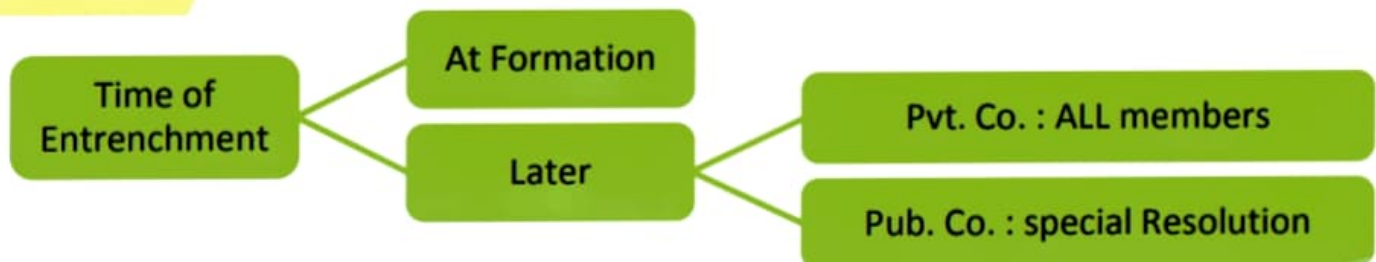 Time of
Entrenchment
At Formation
Later
Pvt. Co. : ALL members
Pub. Co. : special Resolution